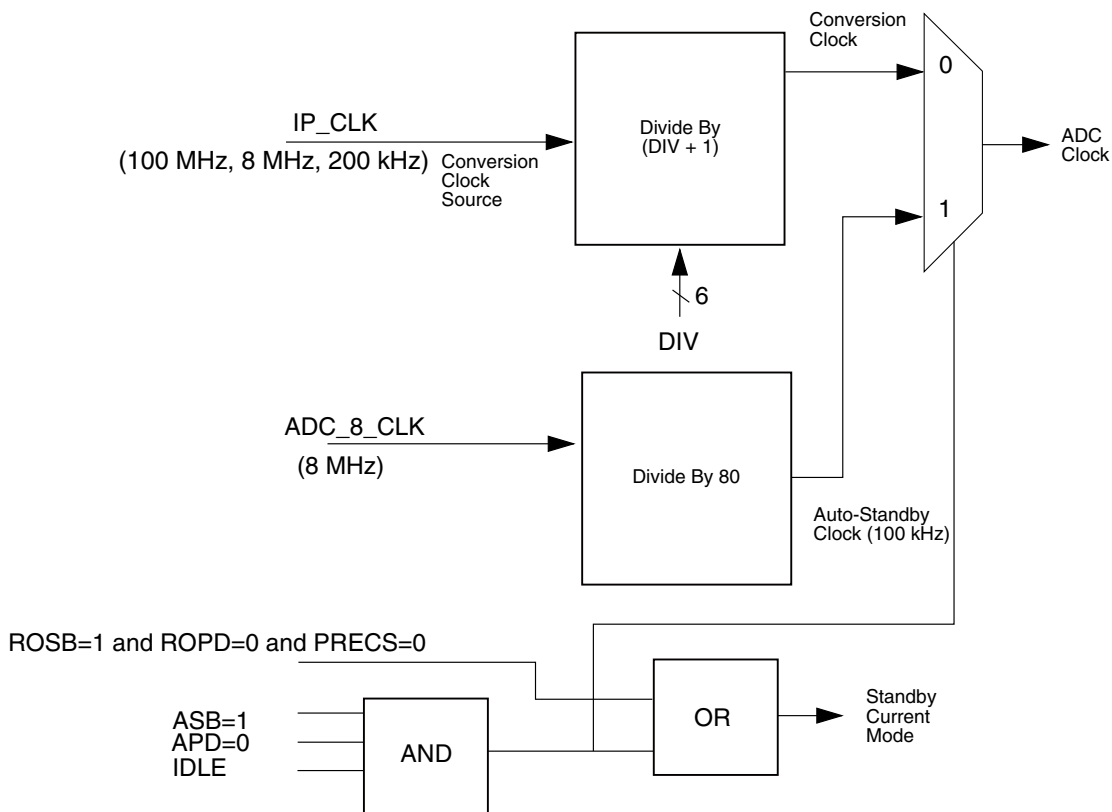 Conversion
Clock
0
IP_CLK
(100 MHz, 8 MHz, 200 kHz)
Conversion
Clock
Source
Divide By
(DIV + 1)
ADC
Clock
1
6
DIV
ADC_8_CLK
(8 MHz)
Divide By 80
Auto-Standby
Clock (100 kHz)
ROSB=1 and ROPD=0 and PRECS=0
ASB=1
APD=0
IDLE
AND
OR
Standby
Current
Mode